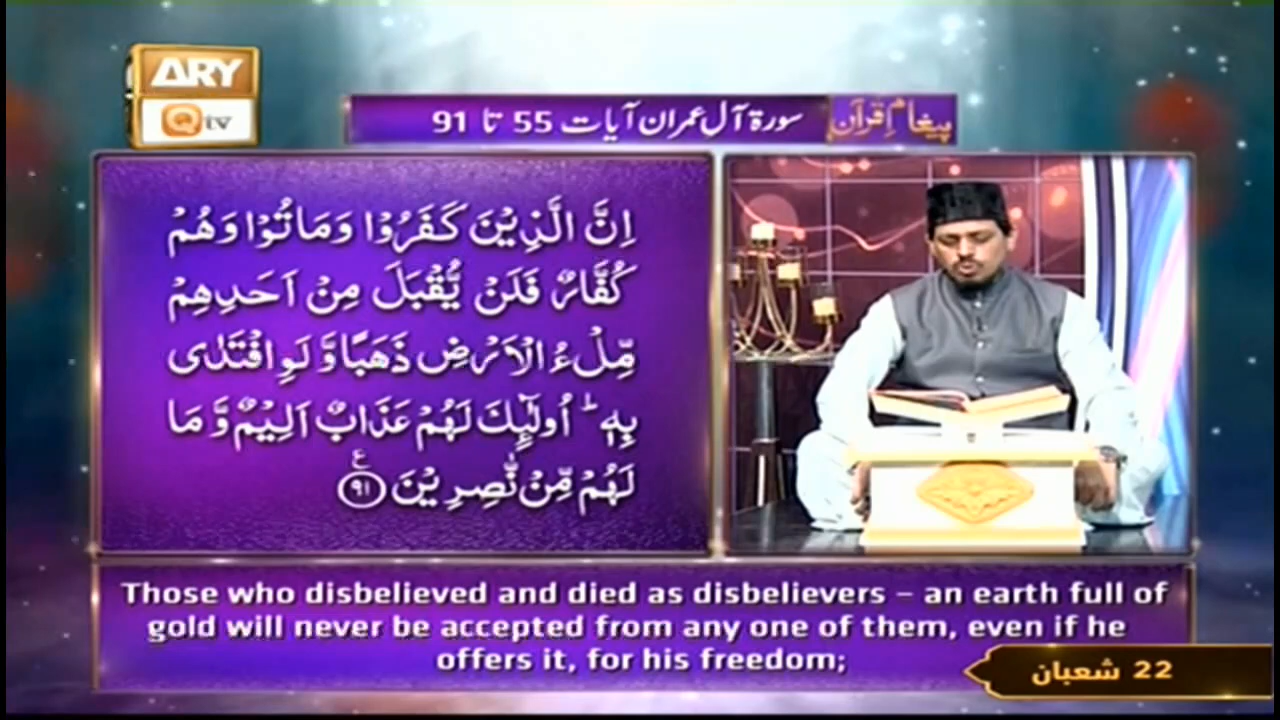 ARY
Qtv
پیغامِ قرآن
سورۃ آل عمران آیات 55 تا 91
اِنَّ الَّذِیۡنَ کَفَرُوۡا وَمَاتُوۡا وَهُمۡ
کُفَّارٌ فَلَنۡ یُّقۡبَلَ مِنۡ اَحَدِهِمۡ
مِّلۡءُ الۡاَرۡضِ ذَهَبًا وَّ لَوِ افۡتَدٰی
بِهٖ ؕ اُولٰٓئِکَ لَهُمۡ عَذَابٌ اَلِیۡمٌ وَّ مَا
لَهُمۡ مِّنۡ نّٰصِرِیۡنَ ﴿۹۱﴾ ع
Those who disbelieved and died as disbelievers – an earth full of
gold will never be accepted from any one of them, even if he
offers it, for his freedom;
22 شعبان